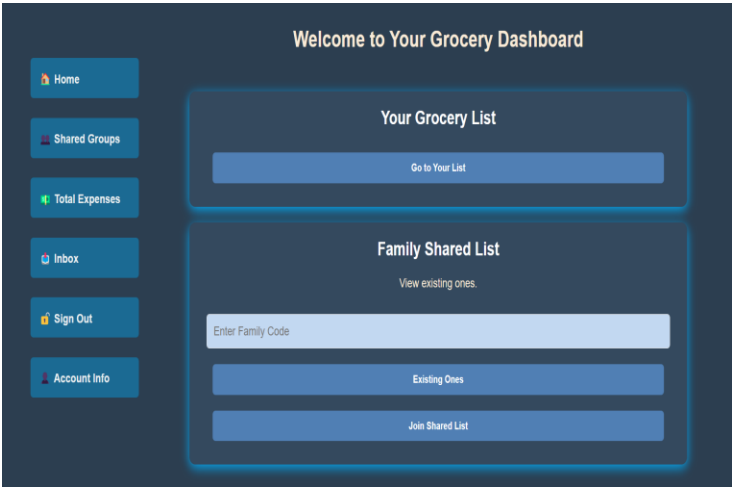 Welcome to Your Grocery Dashboard
Home
Shared Groups
Total Expenses
Inbox
Sign Out
Account Info
Your Grocery List
Go to Your List
Family Shared List
View existing ones.
Enter Family Code
Existing Ones
Join Shared List